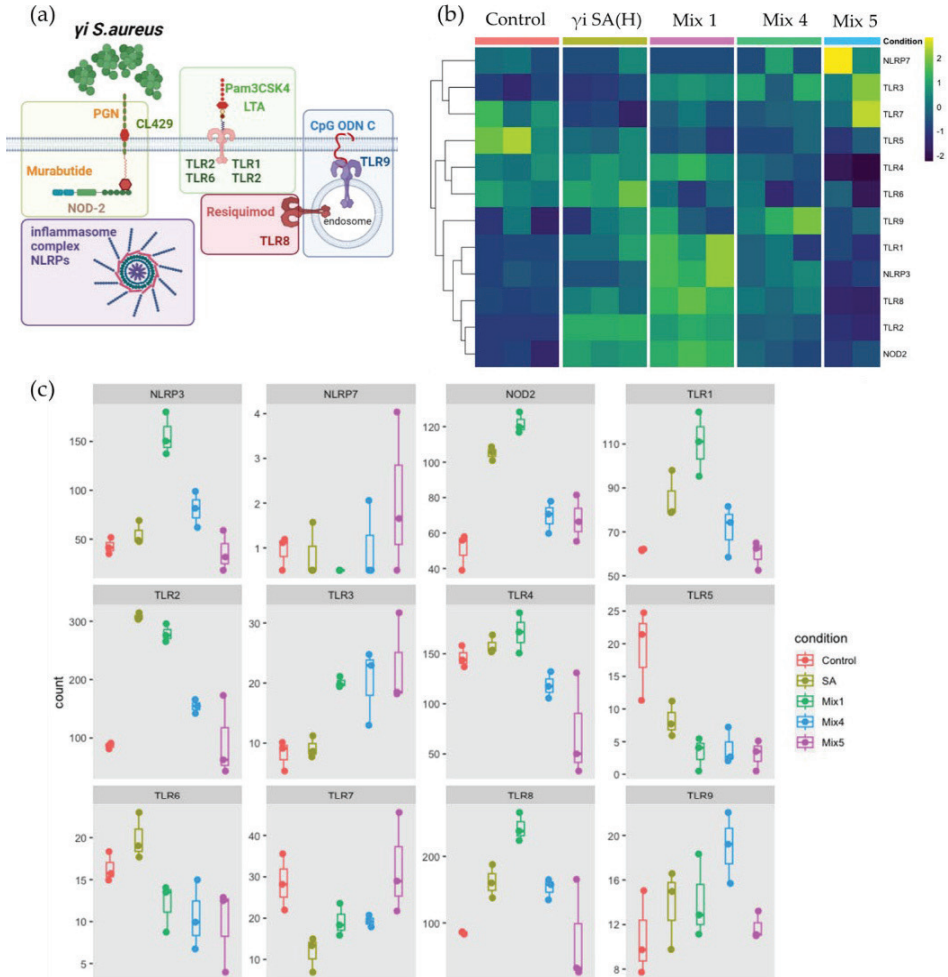 (a)
γi S.aureus
PGN
CL429
Murabutide
NOD-2
Pam3CSK4
LTA
TLR2 TLR1
TLR6 TLR2
CpG ODN C
TLR9
Resiquimod
TLR8
endosome
inflammasome
complex
NLRPs
(b)
Control γi SA(H) Mix 1 Mix 4 Mix 5
Condition
NLRP7
TLR3
TLR7
TLR5
TLR4
TLR6
TLR9
TLR1
NLRP3
TLR8
TLR2
NOD2
2
1
0
-1
-2
(c)
NLRP3 NLRP7 NOD2 TLR1
150
100
50
4
3
2
1
120
100
80
60
40
110
90
70
50
TLR2 TLR3 TLR4 TLR5
300
200
100
30
20
10
150
100
50
25
20
15
10
5
0
TLR6 TLR7 TLR8 TLR9
20
15
10
5
40
30
20
10
200
100
20
16
12
8
count
condition
Control
SA
Mix1
Mix4
Mix5